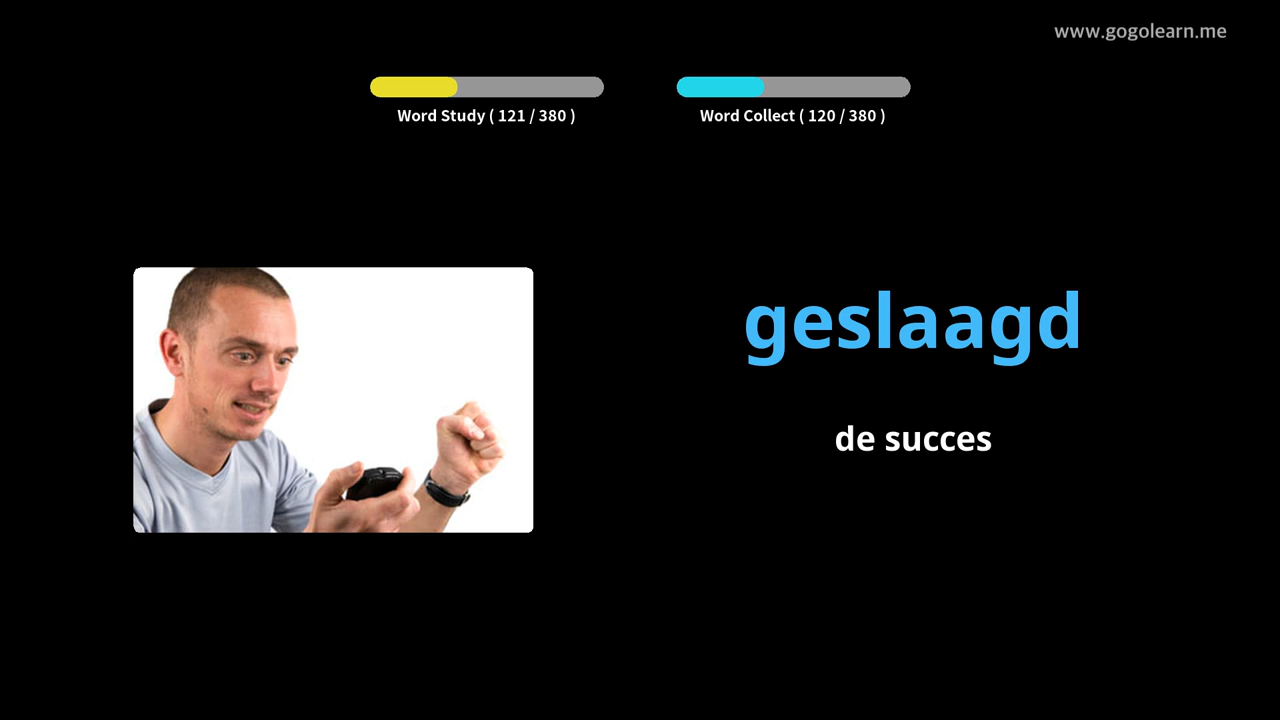 www.gogolearn.me
Word Study ( 121 / 380 )
Word Collect ( 120 / 380 )
geslaagd
de succes